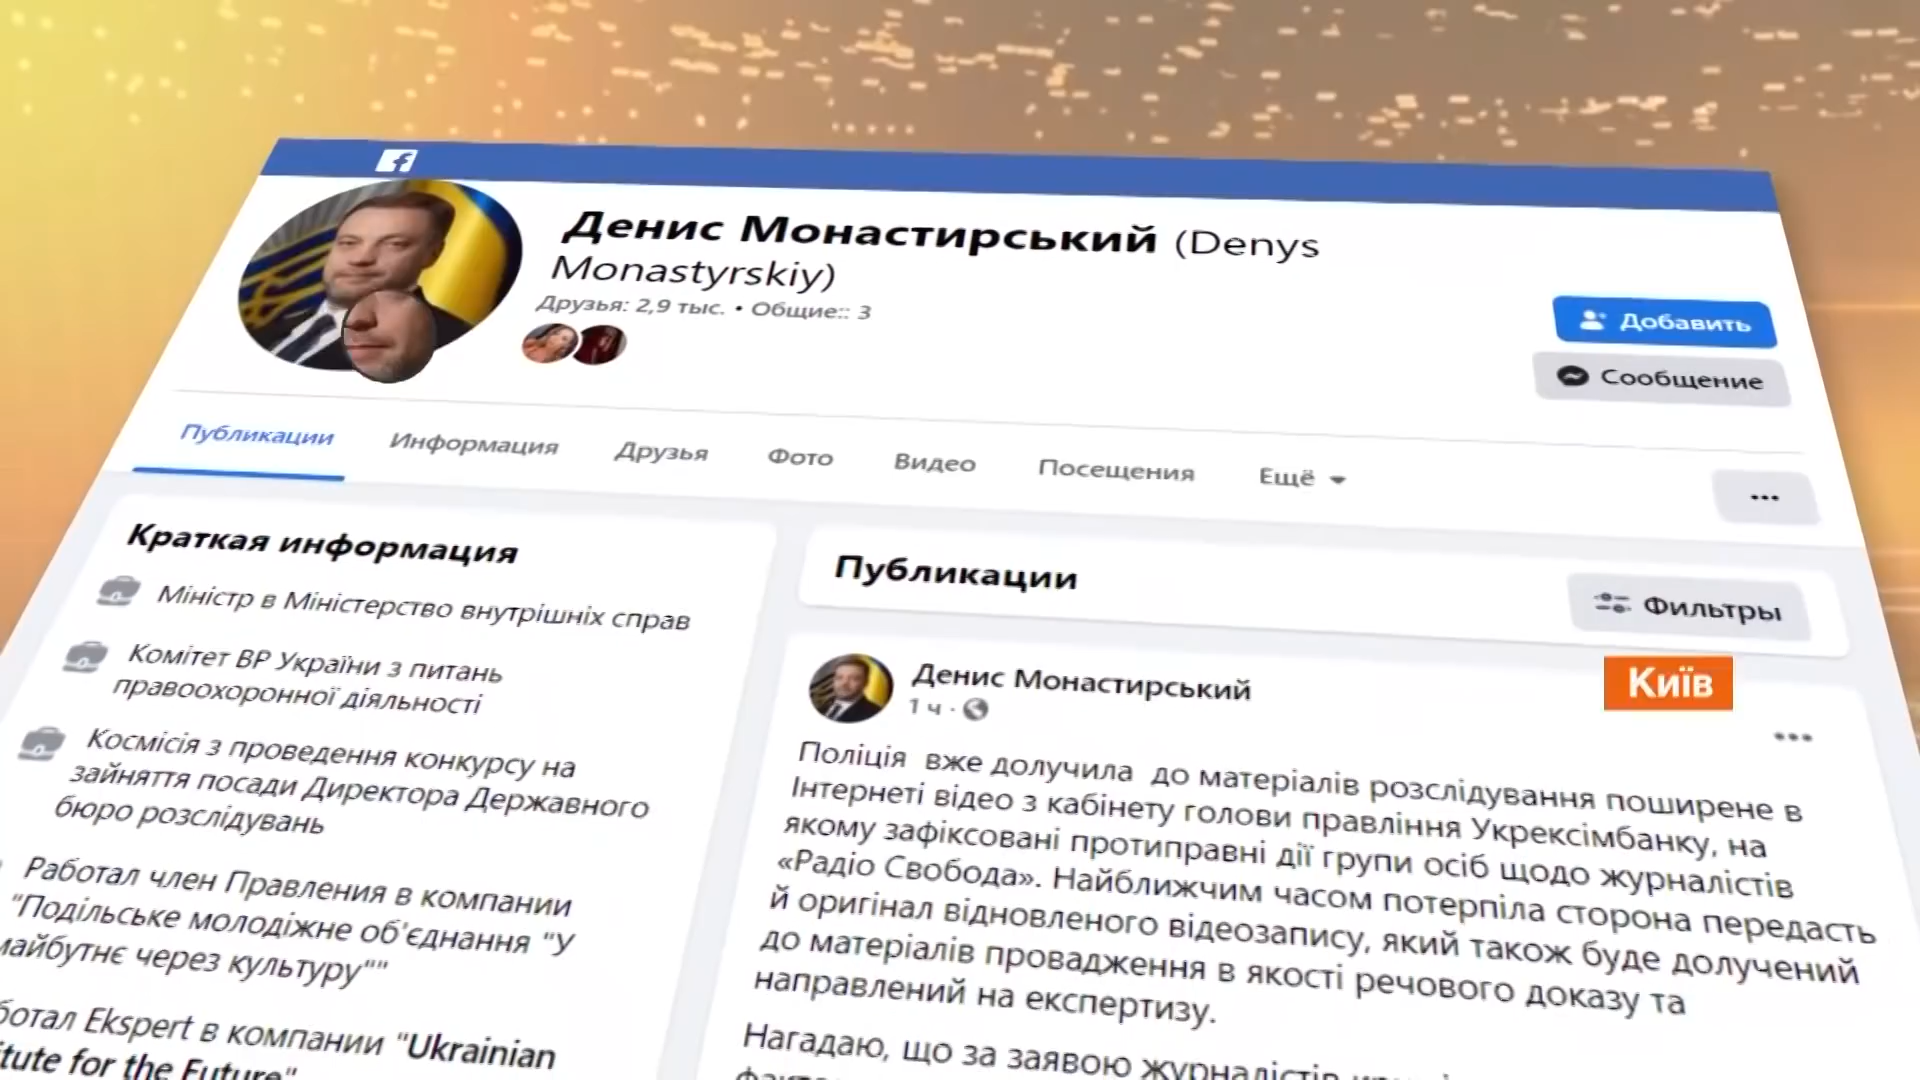 Денис Монастирський (Denys
Monastyrskiy)
Друзья: 2,9 тыс. • Общие:: 3
Добавить
Сообщение
Публикации Информация Друзья Фото Видео Посещения Ещё
Краткая информация
Міністр в Міністерство внутрішніх справ
Комітет ВР України з питань
правоохоронної діяльності
Космісія з проведення конкурсу на
зайняття посади Директора Державного
бюро розслідувань
Работал член Правления в компании
"Подільське молодіжне об'єднання "У
майбутнє через культуру""
Ekspert в компании "Ukrainian
for the Future"
Публикации
Фильтры
Київ
Денис Монастирський
1 ч ·
Поліція вже долучила до матеріалів розслідування поширене в
Інтернеті відео з кабінету голови правління Укрексімбанку, на
якому зафіксовані протиправні дії групи осіб щодо журналістів
«Радіо Свобода». Найближчим часом потерпіла сторона передасть
й оригінал відновленого відеозапису, який також буде долучений
до матеріалів провадження в якості речового доказу та
направлений на експертизу.
Нагадаю, що за заявою журналістів